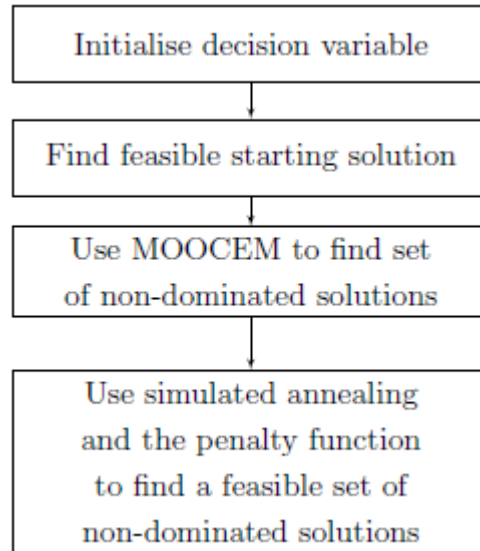 Initialise decision variable
Find feasible starting solution
Use MOOCEM to find set
of non-dominated solutions
Use simulated annealing
and the penalty function
to find a feasible set of
non-dominated solutions